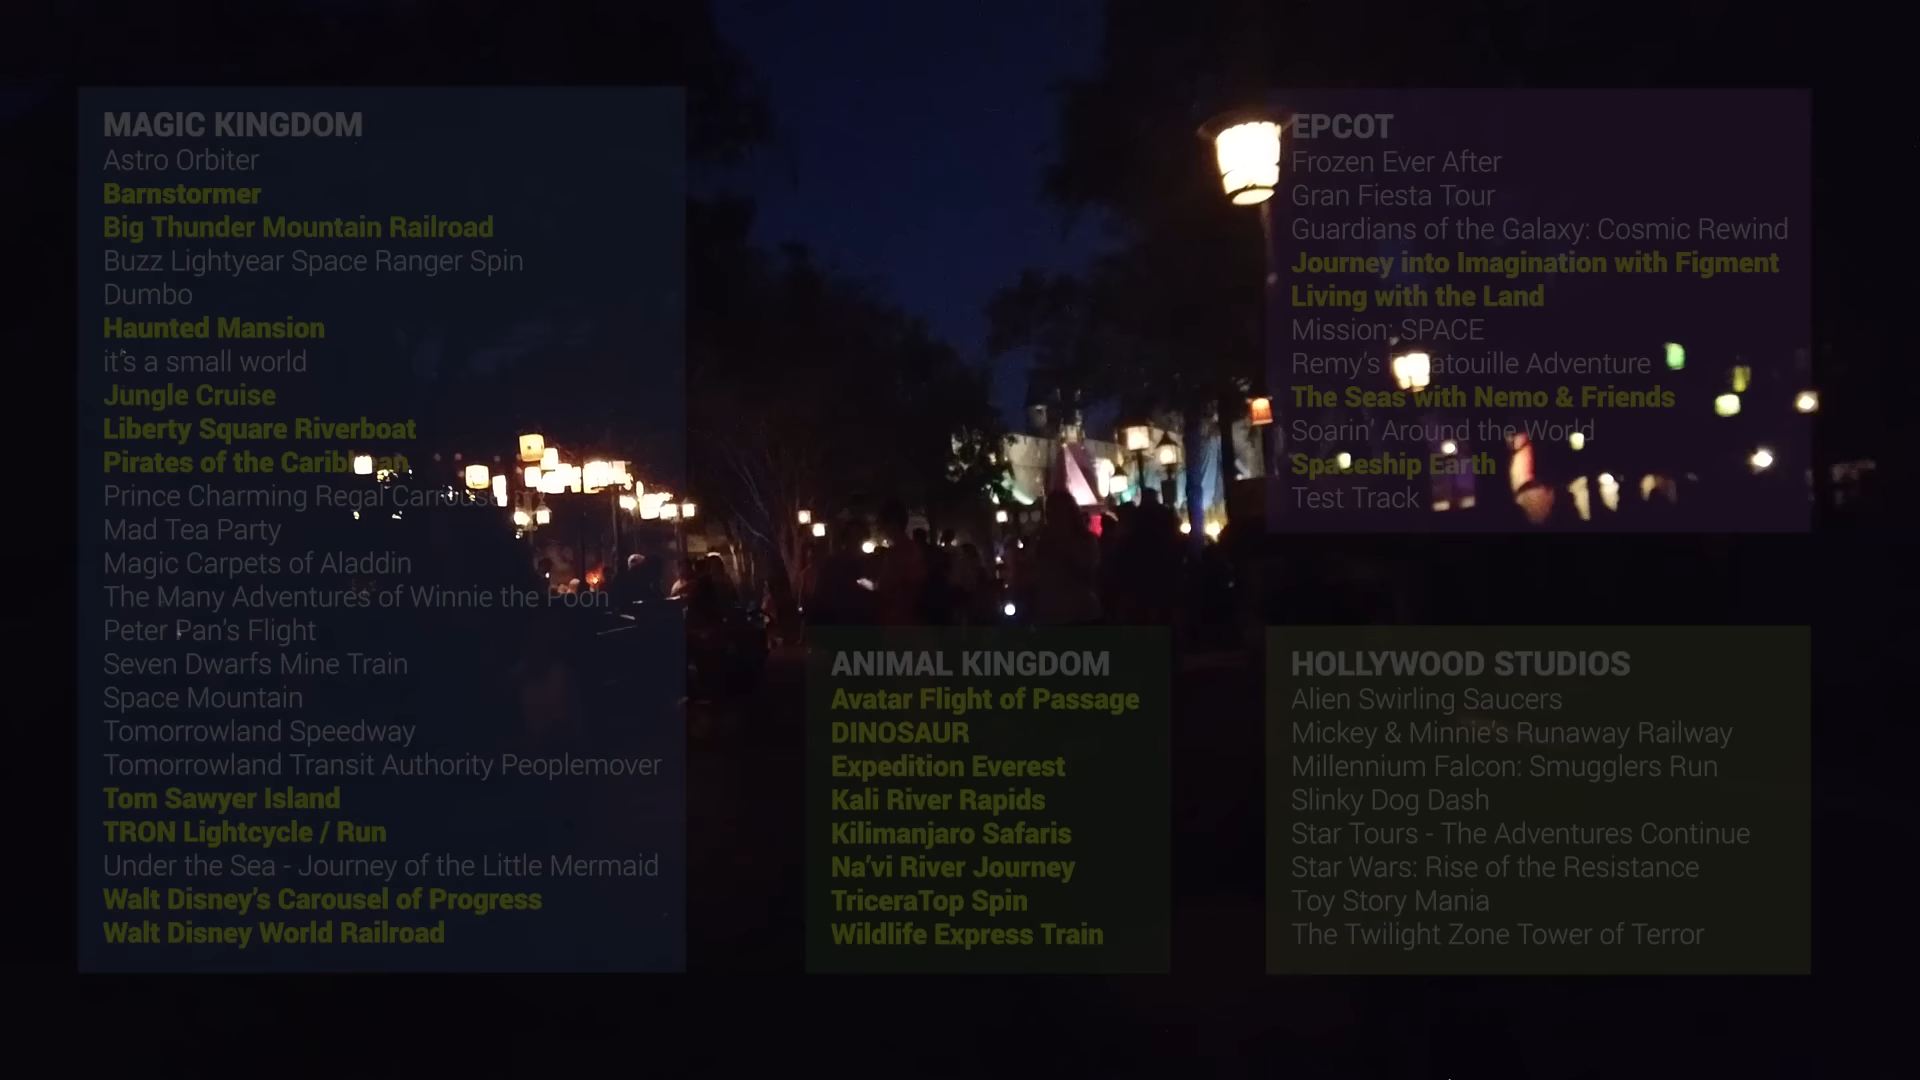 MAGIC KINGDOM
Astro Orbiter
Barnstormer
Big Thunder Mountain Railroad
Buzz Lightyear Space Ranger Spin
Dumbo
Haunted Mansion
it's a small world
Jungle Cruise
Liberty Square Riverboat
Pirates of the Caribbean
Prince Charming Regal Carrousel
Mad Tea Party
Magic Carpets of Aladdin
The Many Adventures of Winnie the Pooh
Peter Pan's Flight
Seven Dwarfs Mine Train
Space Mountain
Tomorrowland Speedway
Tomorrowland Transit Authority Peoplemover
Tom Sawyer Island
TRON Lightcycle / Run
Under the Sea - Journey of the Little Mermaid
Walt Disney's Carousel of Progress
Walt Disney World Railroad
EPCOT
Frozen Ever After
Gran Fiesta Tour
Guardians of the Galaxy: Cosmic Rewind
Journey into Imagination with Figment
Living with the Land
Mission: SPACE
Remy's Ratatouille Adventure
The Seas with Nemo & Friends
Soarin' Around the World
Spaceship Earth
Test Track
ANIMAL KINGDOM
Avatar Flight of Passage
DINOSAUR
Expedition Everest
Kali River Rapids
Kilimanjaro Safaris
Na'vi River Journey
TriceraTop Spin
Wildlife Express Train
HOLLYWOOD STUDIOS
Alien Swirling Saucers
Mickey & Minnie's Runaway Railway
Millennium Falcon: Smugglers Run
Slinky Dog Dash
Star Tours - The Adventures Continue
Star Wars: Rise of the Resistance
Toy Story Mania
The Twilight Zone Tower of Terror